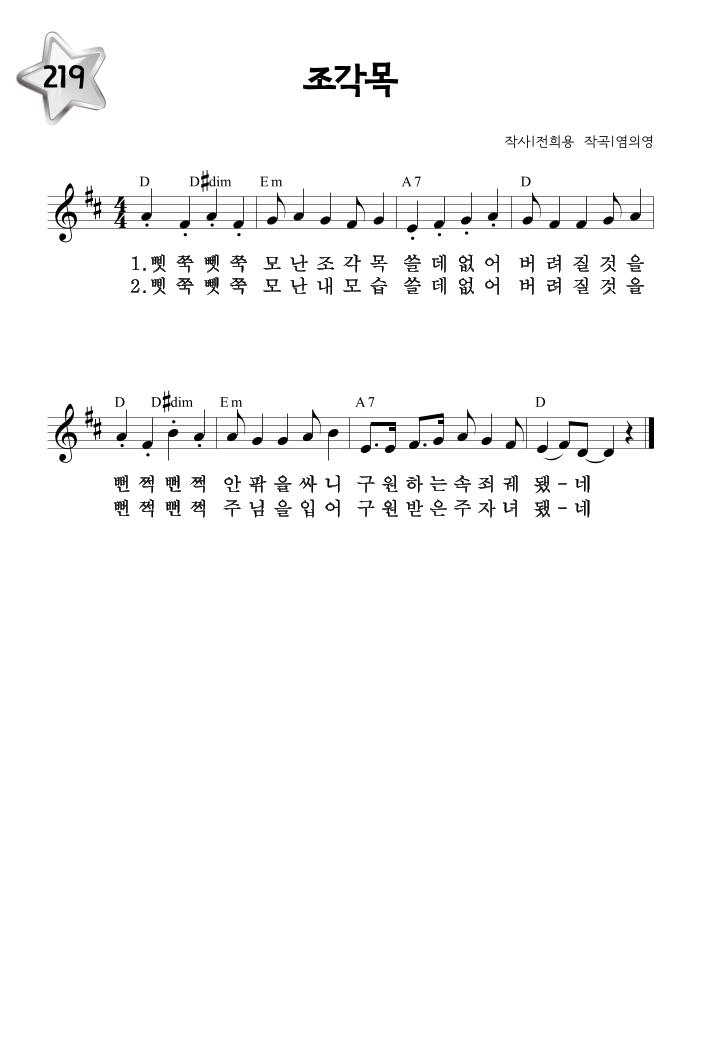 219
조각목
작사|전희용 작곡|염의영
D D#dim Em A7 D
4
4
1.삣 쭉 뺏 쭉 모 난 조 각 목 쓸 데 없 어 버 려 질 것 을
2.삣 쭉 뺏 쭉 모 난 내 모 습 쓸 데 없 어 버 려 질 것 을
D D#dim Em A7 D
뻔 쩍 뻔 쩍 안 팎 을 싸 니 구 원 하 는 속 죄 궤 됐 – 네
뻔 쩍 뻔 쩍 주 님 을 입 어 구 원 받 은 주 자 녀 됐 – 네